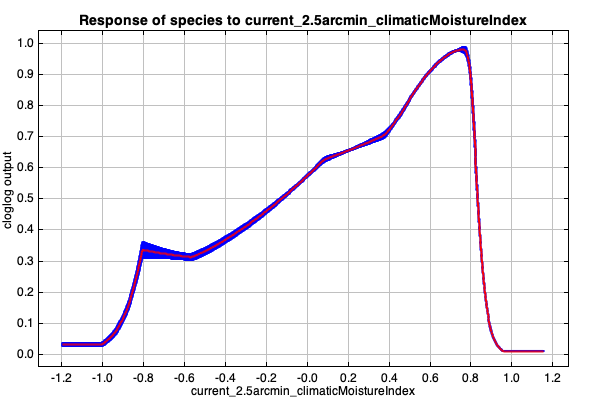 Response of species to current_2.5arcmin_climaticMoistureIndex
1.0
0.9
0.8
0.7
0.6
0.5
0.4
0.3
0.2
0.1
0.0
cloglog output
-1.2 -1.0 -0.8 -0.6 -0.4 -0.2 -0.0 0.2 0.4 0.6 0.8 1.0 1.2
current_2.5arcmin_climaticMoistureIndex